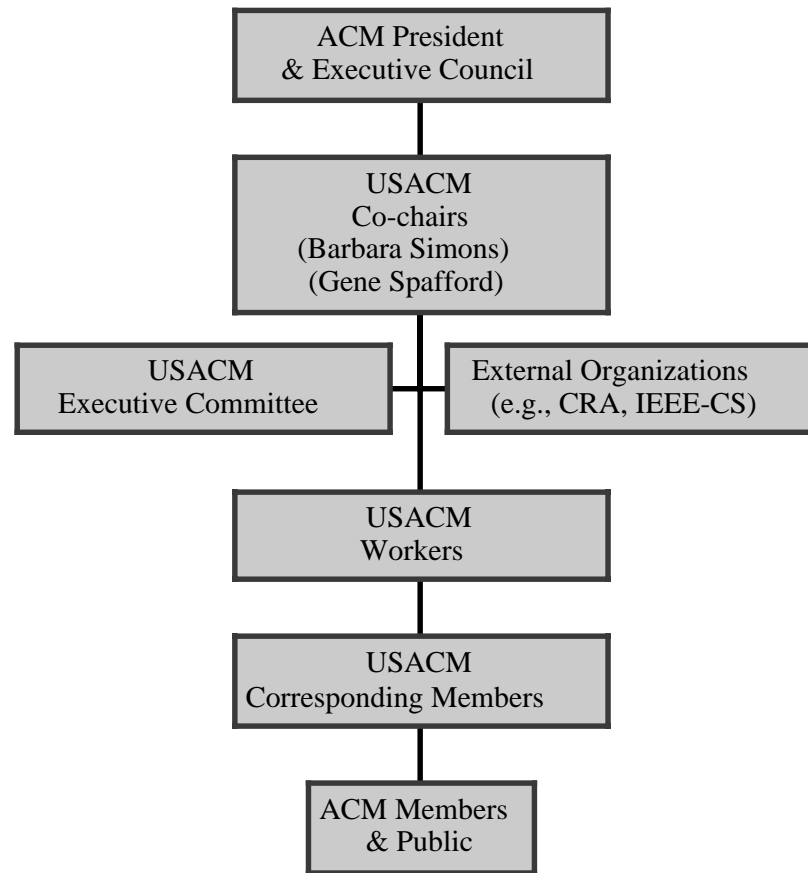 ACM President
& Executive Council
USACM
Co-chairs
(Barbara Simons)
(Gene Spafford)
USACM
Executive Committee
External Organizations
(e.g., CRA, IEEE-CS)
USACM
Workers
USACM
Corresponding Members
ACM Members
& Public